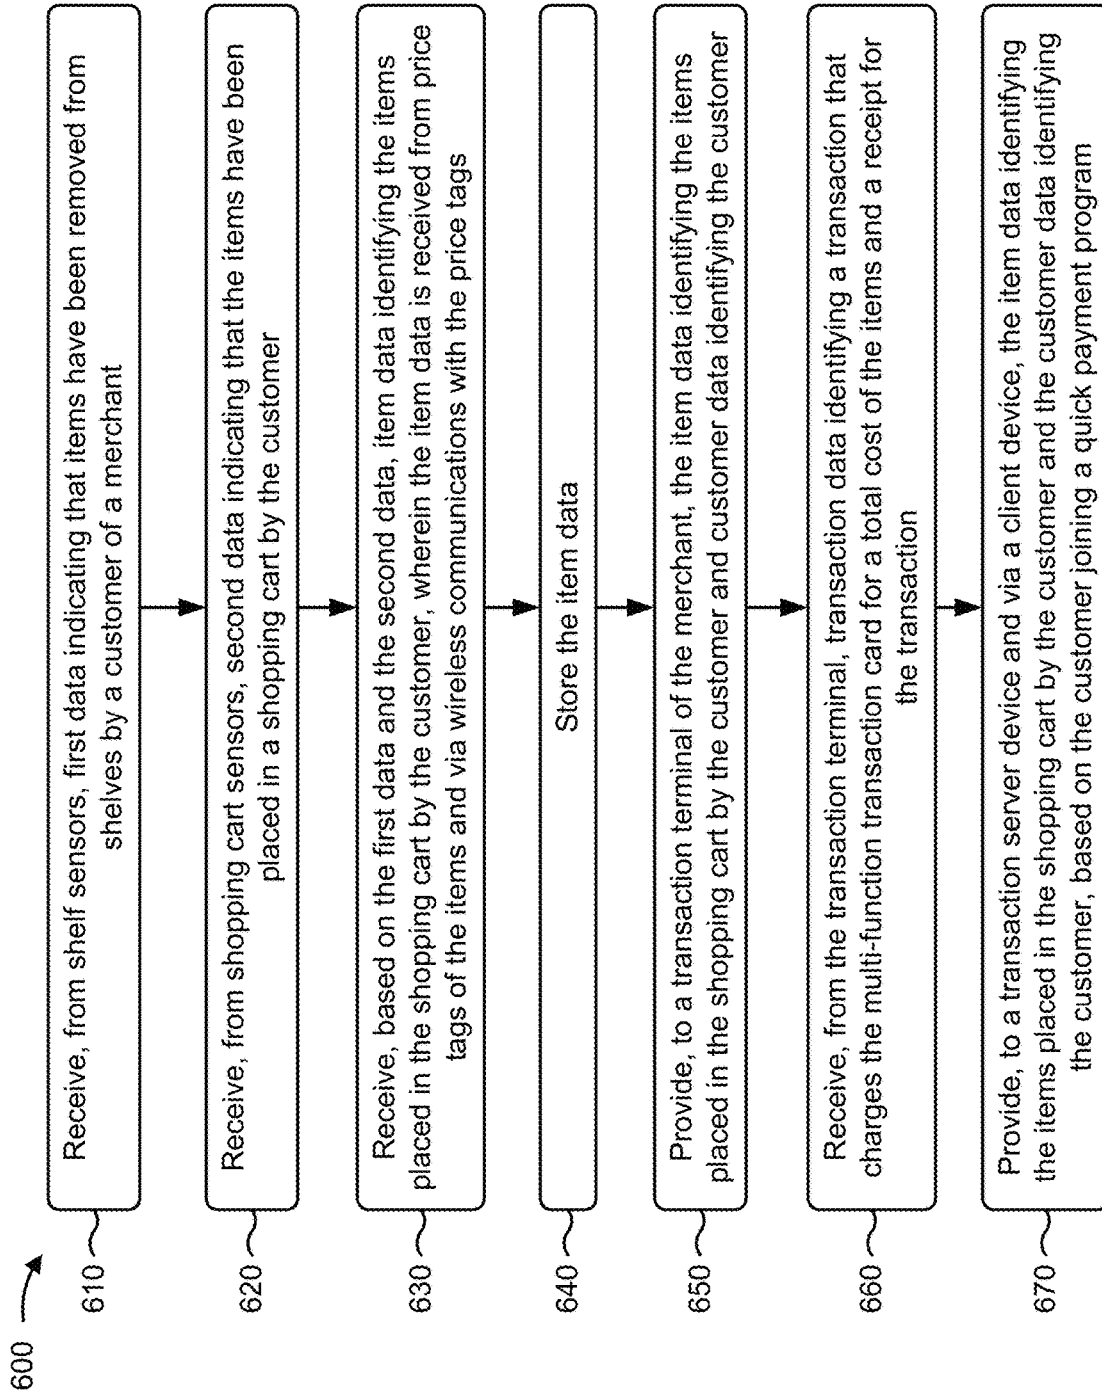 600
610
Receive, from shelf sensors, first data indicating that items have been removed from
shelves by a customer of a merchant
620
Receive, from shopping cart sensors, second data indicating that the items have been
placed in a shopping cart by the customer
630
Receive, based on the first data and the second data, item data identifying the items
placed in the shopping cart by the customer, wherein the item data is received from price
tags of the items and via wireless communications with the price tags
640
Store the item data
650
Provide, to a transaction terminal of the merchant, the item data identifying the items
placed in the shopping cart by the customer and customer data identifying the customer
660
Receive, from the transaction terminal, transaction data identifying a transaction that
charges the multi-function transaction card for a total cost of the items and a receipt for
the transaction
670
Provide, to a transaction server device and via a client device, the item data identifying
the items placed in the shopping cart by the customer and the customer data identifying
the customer, based on the customer joining a quick payment program